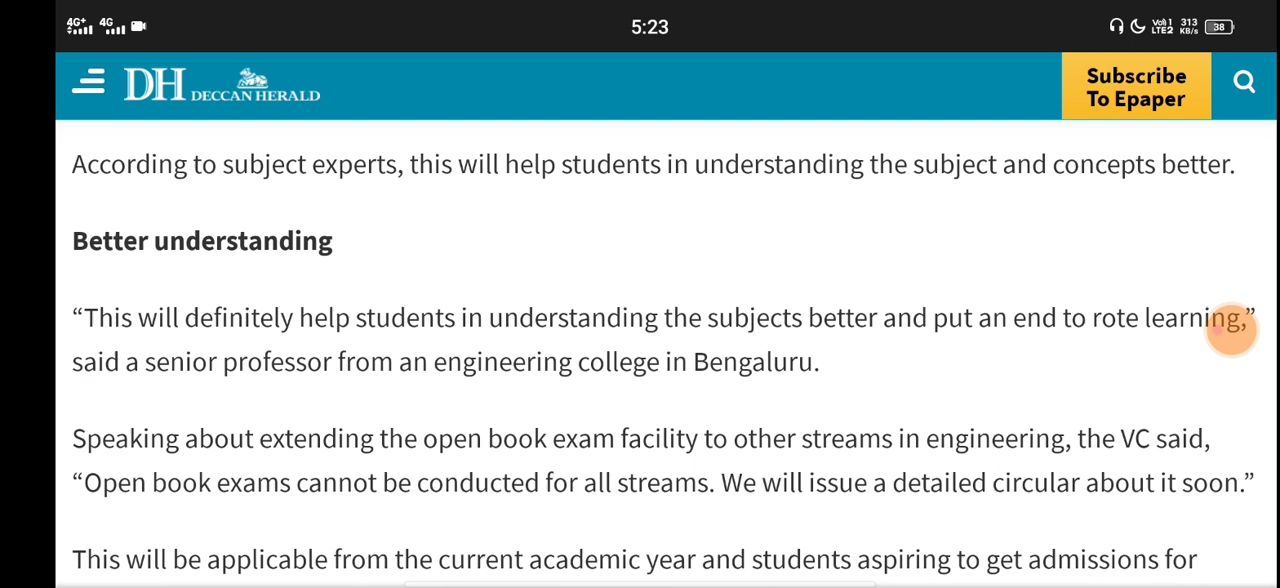 4G+ 4G 5:23 Vo))1 LTE2 313 KB/s 38
DH DECCAN HERALD
Subscribe
To Epaper
According to subject experts, this will help students in understanding the subject and concepts better.
Better understanding
“This will definitely help students in understanding the subjects better and put an end to rote learning,”
said a senior professor from an engineering college in Bengaluru.
Speaking about extending the open book exam facility to other streams in engineering, the VC said,
“Open book exams cannot be conducted for all streams. We will issue a detailed circular about it soon.”
This will be applicable from the current academic year and students aspiring to get admissions for